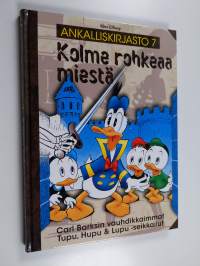 Walt Disney
ANKALLISKIRJASTO 7
Kolme rohkeaa
miestä
Carl Barksin vauhdikkaimmat
Tupu, Hupu & Lupu -seikkailut